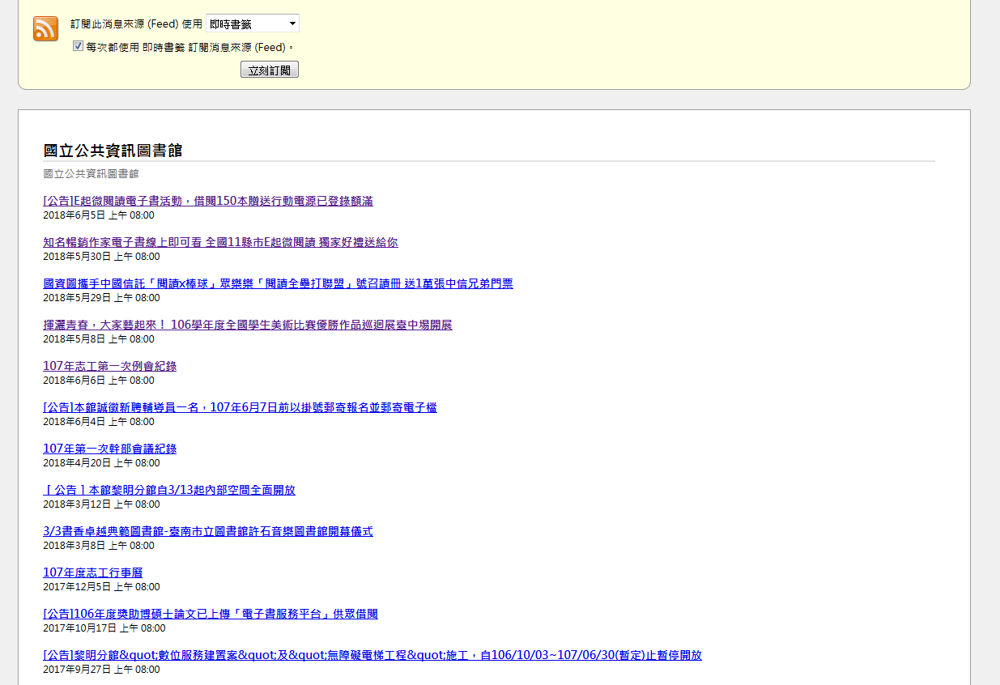 訂閱此消息來源 (Feed) 使用 即時書籤
每次都使用 即時書籤 訂閱消息來源 (Feed)。
立刻訂閱
國立公共資訊圖書館
國立公共資訊圖書館
[公告]E起微閱讀電子書活動，借閱150本贈送行動電源已登錄額滿
2018年6月5日 上午 08:00
知名暢銷作家電子書線上即可看 全國11縣市E起微閱讀 獨家好禮送給你
2018年5月30日 上午 08:00
國資圖攜手中國信託「閱讀x棒球」眾樂樂「閱讀全壘打聯盟」號召讀冊 送1萬張中信兄弟門票
2018年5月29日 上午 08:00
揮灑青春，大家藝起來！ 106學年度全國學生美術比賽優勝作品巡迴展臺中場開展
2018年5月8日 上午 08:00
107年志工第一次例會紀錄
2018年6月6日 上午 08:00
[公告]本館誠徵新聘輔導員一名，107年6月7日前以掛號郵寄報名並郵寄電子檔
2018年6月4日 上午 08:00
107年第一次幹部會議紀錄
2018年4月20日 上午 08:00
［公告］本館黎明分館自3/13起內部空間全面開放
2018年3月12日 上午 08:00
3/3書香卓越典範圖書館-臺南市立圖書館許石音樂圖書館開幕儀式
2018年3月8日 上午 08:00
107年度志工行事曆
2017年12月5日 上午 08:00
[公告]106年度獎助博碩士論文已上傳「電子書服務平台」供眾借閱
2017年10月17日 上午 08:00
[公告]黎明分館&quot;數位服務建置案&quot;及&quot;無障礙電梯工程&quot;施工，自106/10/03~107/06/30(暫定)止暫停開放
2017年9月27日 上午 08:00